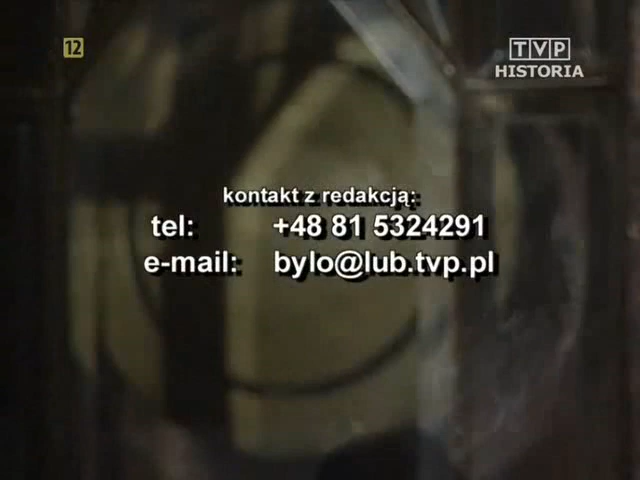 12
TVP
HISTORIA
kontakt z redakcją:
tel: +48 81 5324291
e-mail: bylo@lub.tvp.pl